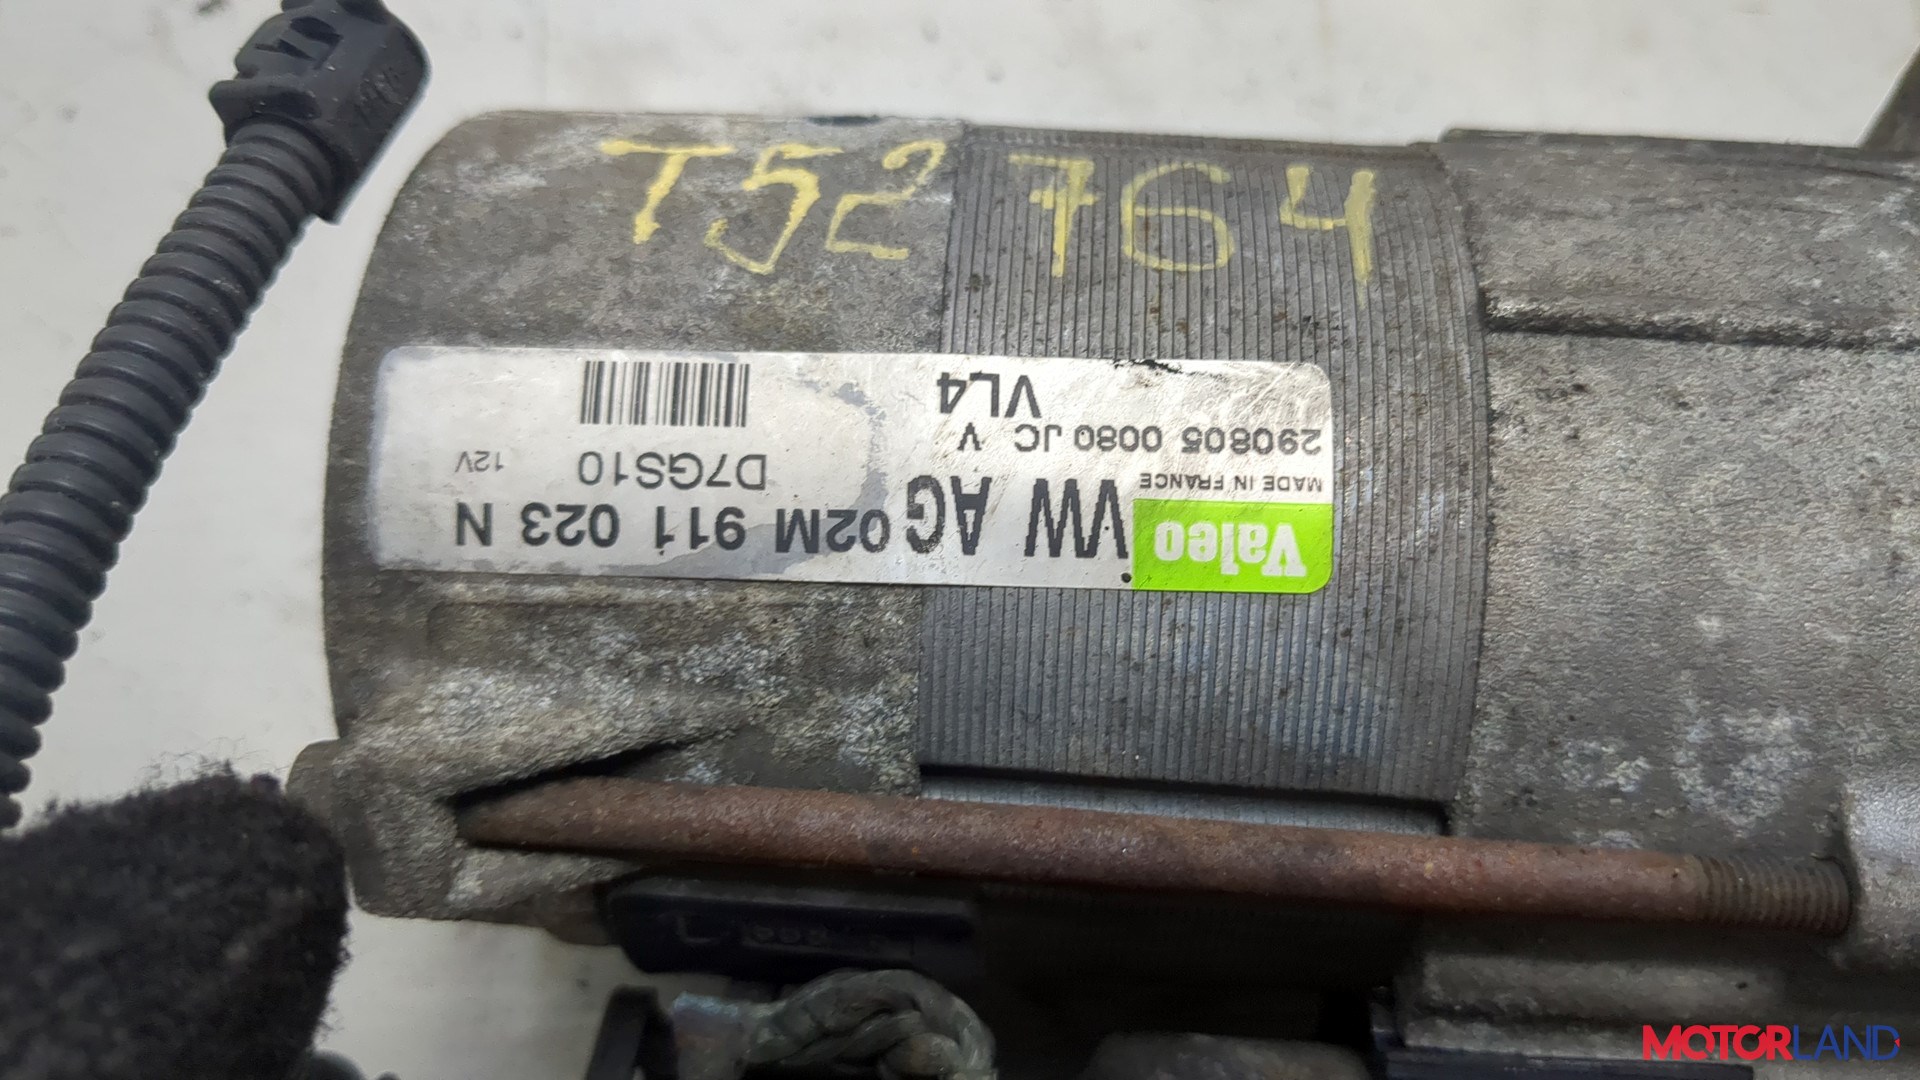 T52764
Valeo VW AG 02M 911 023 N
MADE IN FRANCE D7GS10 12V
290805 0080 JC V
VL4
MOTORLAND